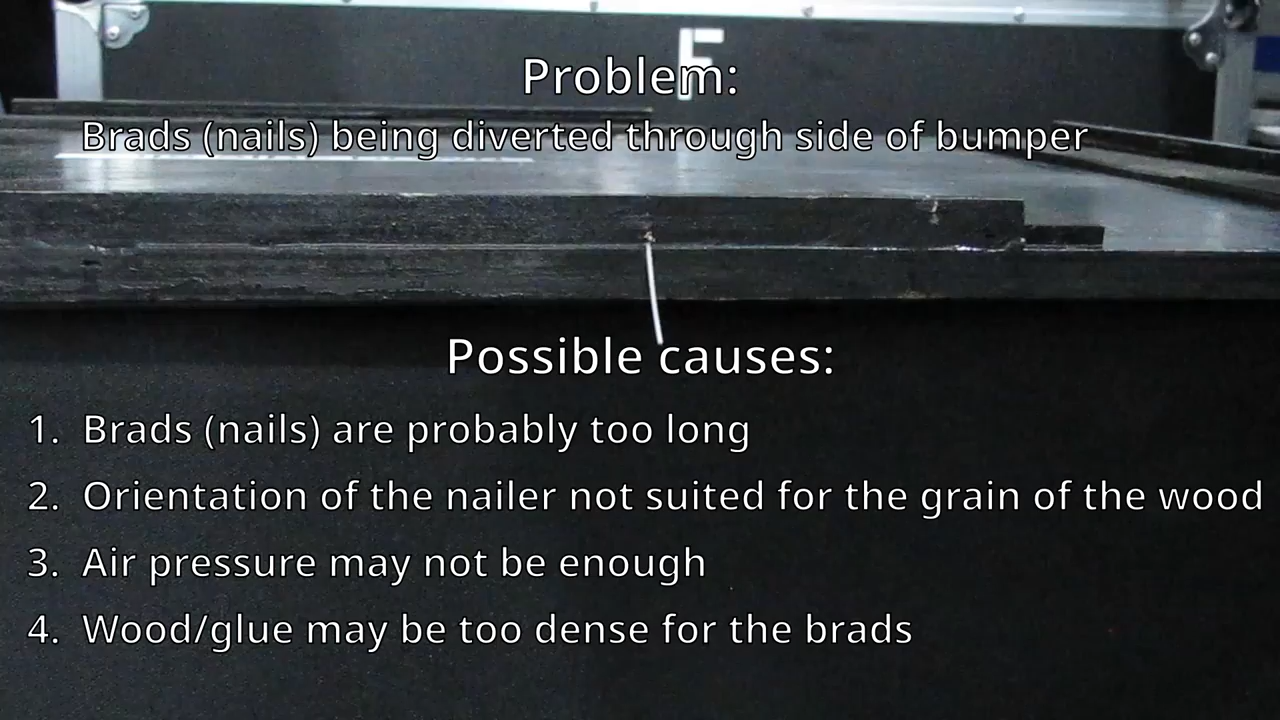 F
Problem:
Brads (nails) being diverted through side of bumper
Possible causes:
1. Brads (nails) are probably too long
2. Orientation of the nailer not suited for the grain of the wood
3. Air pressure may not be enough
4. Wood/glue may be too dense for the brads